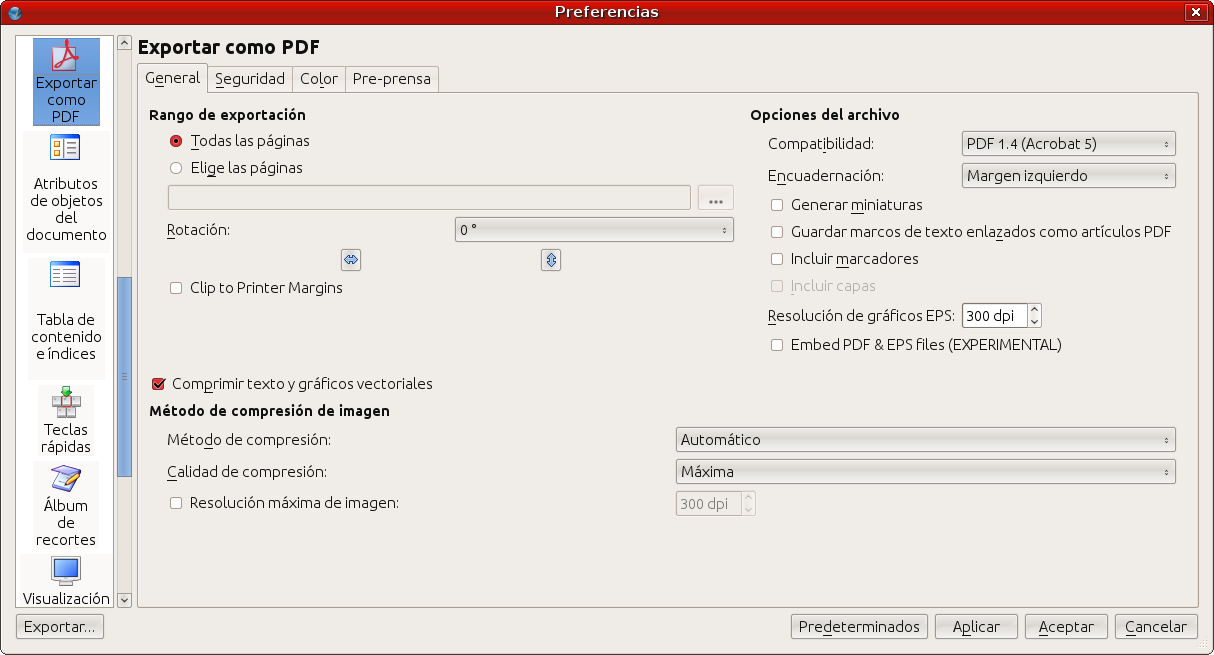 Preferencias
Exportar
como
PDF
Atributos
de objetos
del
documento
Tabla de
contenido
e índices
Teclas
rápidas
Álbum
de
recortes
Visualización
Exportar como PDF
General Seguridad Color Pre-prensa
Rango de exportación
Todas las páginas
Elige las páginas
...
Rotación: 0 °
Clip to Printer Margins
Opciones del archivo
Compatibilidad: PDF 1.4 (Acrobat 5)
Encuadernación: Margen izquierdo
Generar miniaturas
Guardar marcos de texto enlazados como artículos PDF
Incluir marcadores
Incluir capas
Resolución de gráficos EPS: 300 dpi
Embed PDF & EPS files (EXPERIMENTAL)
Comprimir texto y gráficos vectoriales
Método de compresión de imagen
Método de compresión: Automático
Calidad de compresión: Máxima
Resolución máxima de imagen: 300 dpi
Exportar... Predeterminados Aplicar Aceptar Cancelar